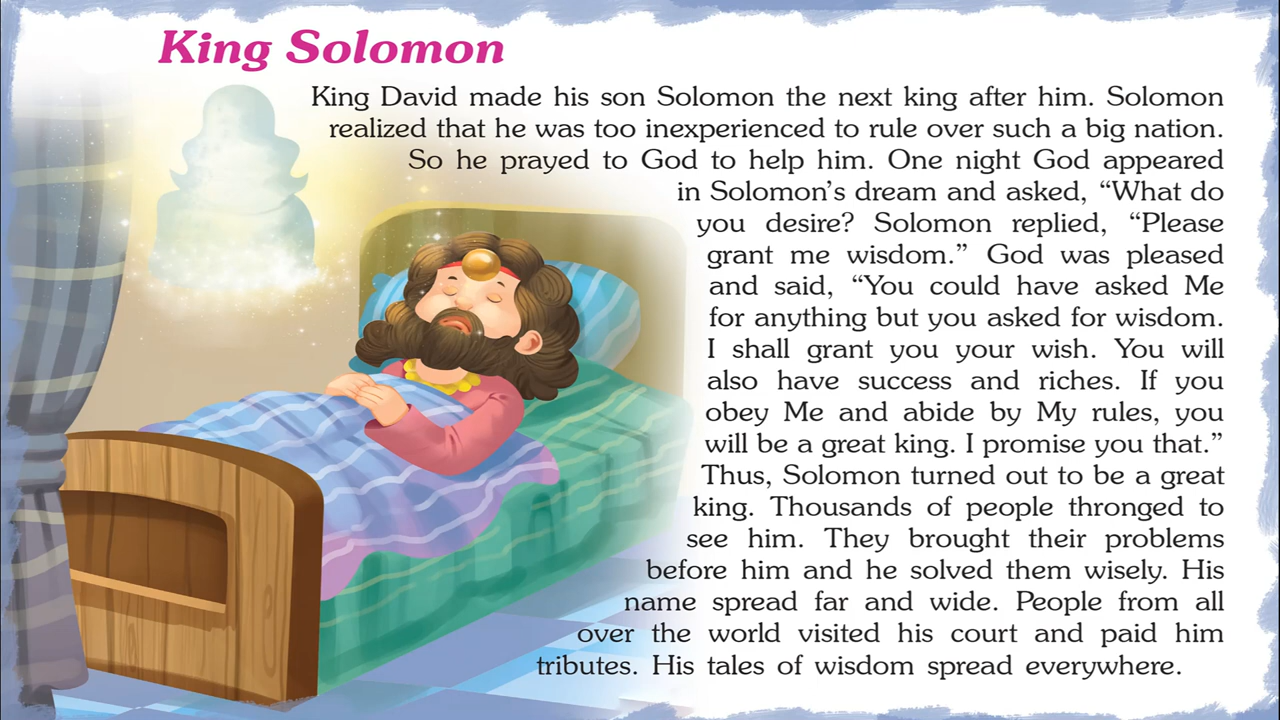 King Solomon
King David made his son Solomon the next king after him. Solomon
realized that he was too inexperienced to rule over such a big nation.
So he prayed to God to help him. One night God appeared
in Solomon’s dream and asked, “What do
you desire? Solomon replied, “Please
grant me wisdom.” God was pleased
and said, “You could have asked Me
for anything but you asked for wisdom.
I shall grant you your wish. You will
also have success and riches. If you
obey Me and abide by My rules, you
will be a great king. I promise you that.”
Thus, Solomon turned out to be a great
king. Thousands of people thronged to
see him. They brought their problems
before him and he solved them wisely. His
name spread far and wide. People from all
over the world visited his court and paid him
tributes. His tales of wisdom spread everywhere.